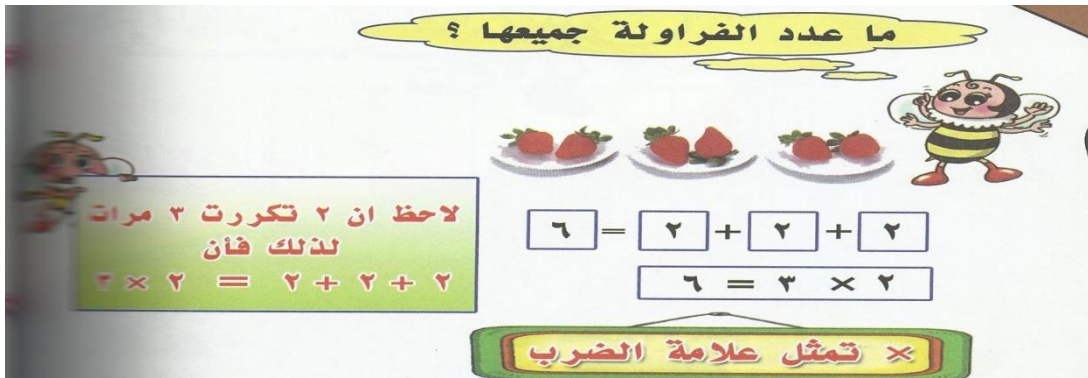 ما عدد الفراولة جميعها ؟
٢ + ٢ + ٢ = ٦
٢ × ٣ = ٦
لاحظ ان ٢ تكررت ٣ مرات
لذلك فأن
٢ + ٢ + ٢ = ٢ × ٣
× تمثل علامة الضرب